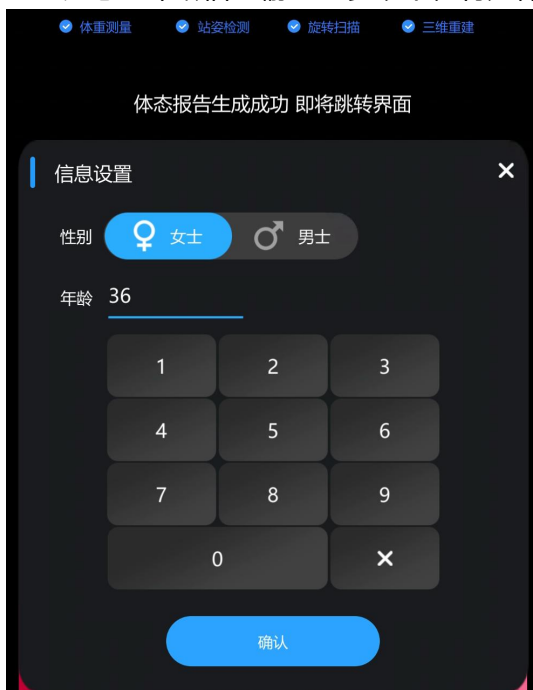 体重测量 站姿检测 旋转扫描 三维重建
体态报告生成成功 即将跳转界面
信息设置
性别 女士 男士
年龄 36
1 2 3
4 5 6
7 8 9
0
确认